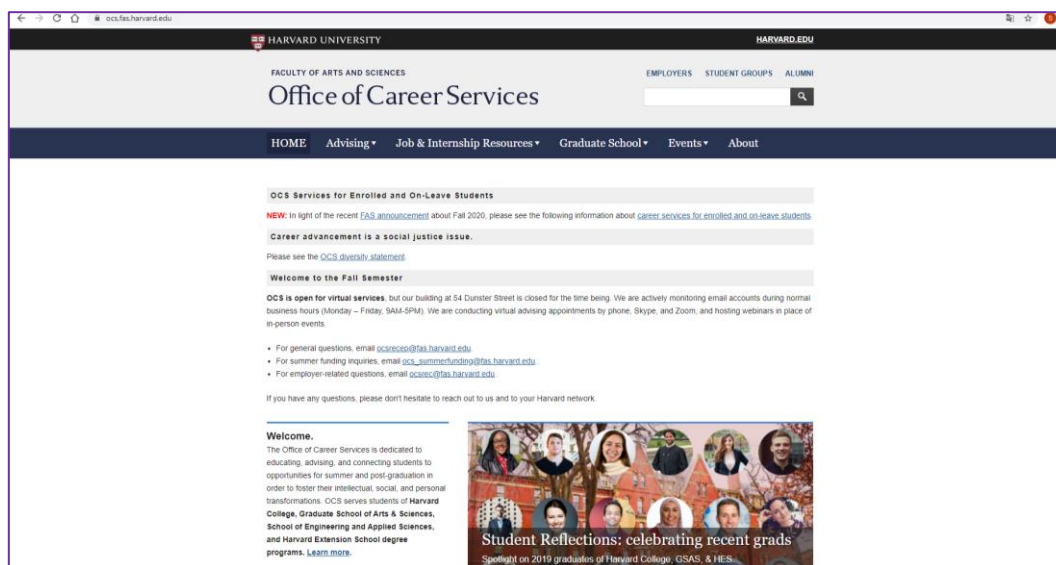 ocs.fas.harvard.edu
S
HARVARD UNIVERSITY
HARVARD.EDU
FACULTY OF ARTS AND SCIENCES
Office of Career Services
EMPLOYERS STUDENT GROUPS ALUMNI
HOME Advising Job & Internship Resources Graduate School Events About
OCS Services for Enrolled and On-Leave Students
NEW: In light of the recent FAS announcement about Fall 2020, please see the following information about career services for enrolled and on-leave students.
Career advancement is a social justice issue.
Please see the OCS diversity statement.
Welcome to the Fall Semester
OCS is open for virtual services, but our building at 54 Dunster Street is closed for the time being. We are actively monitoring email accounts during normal
business hours (Monday – Friday, 9AM-5PM). We are conducting virtual advising appointments by phone, Skype, and Zoom, and hosting webinars in place of
in-person events.
• For general questions, email ocsrecep@fas.harvard.edu.
• For summer funding inquiries, email ocs_summerfunding@fas.harvard.edu.
• For employer-related questions, email ocsrec@fas.harvard.edu.
If you have any questions, please don't hesitate to reach out to us and to your Harvard network.
Welcome.
The Office of Career Services is dedicated to
educating, advising, and connecting students to
opportunities for summer and post-graduation in
order to foster their intellectual, social, and personal
transformations. OCS serves students of Harvard
College, Graduate School of Arts & Sciences,
School of Engineering and Applied Sciences,
and Harvard Extension School degree
programs. Learn more.
Student Reflections: celebrating recent grads
Spotlight on 2019 graduates of Harvard College, GSAS, & HES